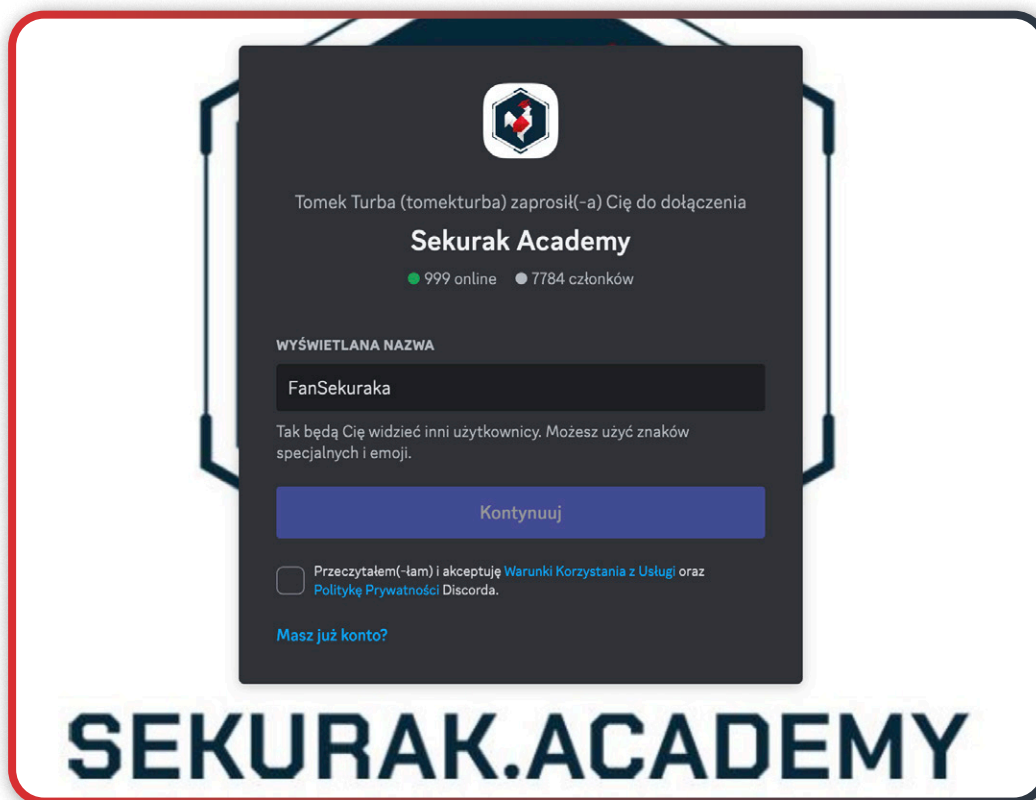 Tomek Turba (tomekturba) zaprosił(-a) Cię do dołączenia
Sekurak Academy
999 online 7784 członków
WYŚWIETLANA NAZWA
FanSekuraka
Tak będą Cię widzieć inni użytkownicy. Możesz użyć znaków
specjalnych i emoji.
Kontynuuj
Przeczytałem(-łam) i akceptuję Warunki Korzystania z Usługi oraz
Politykę Prywatności Discorda.
Masz już konto?
SEKURAK.ACADEMY